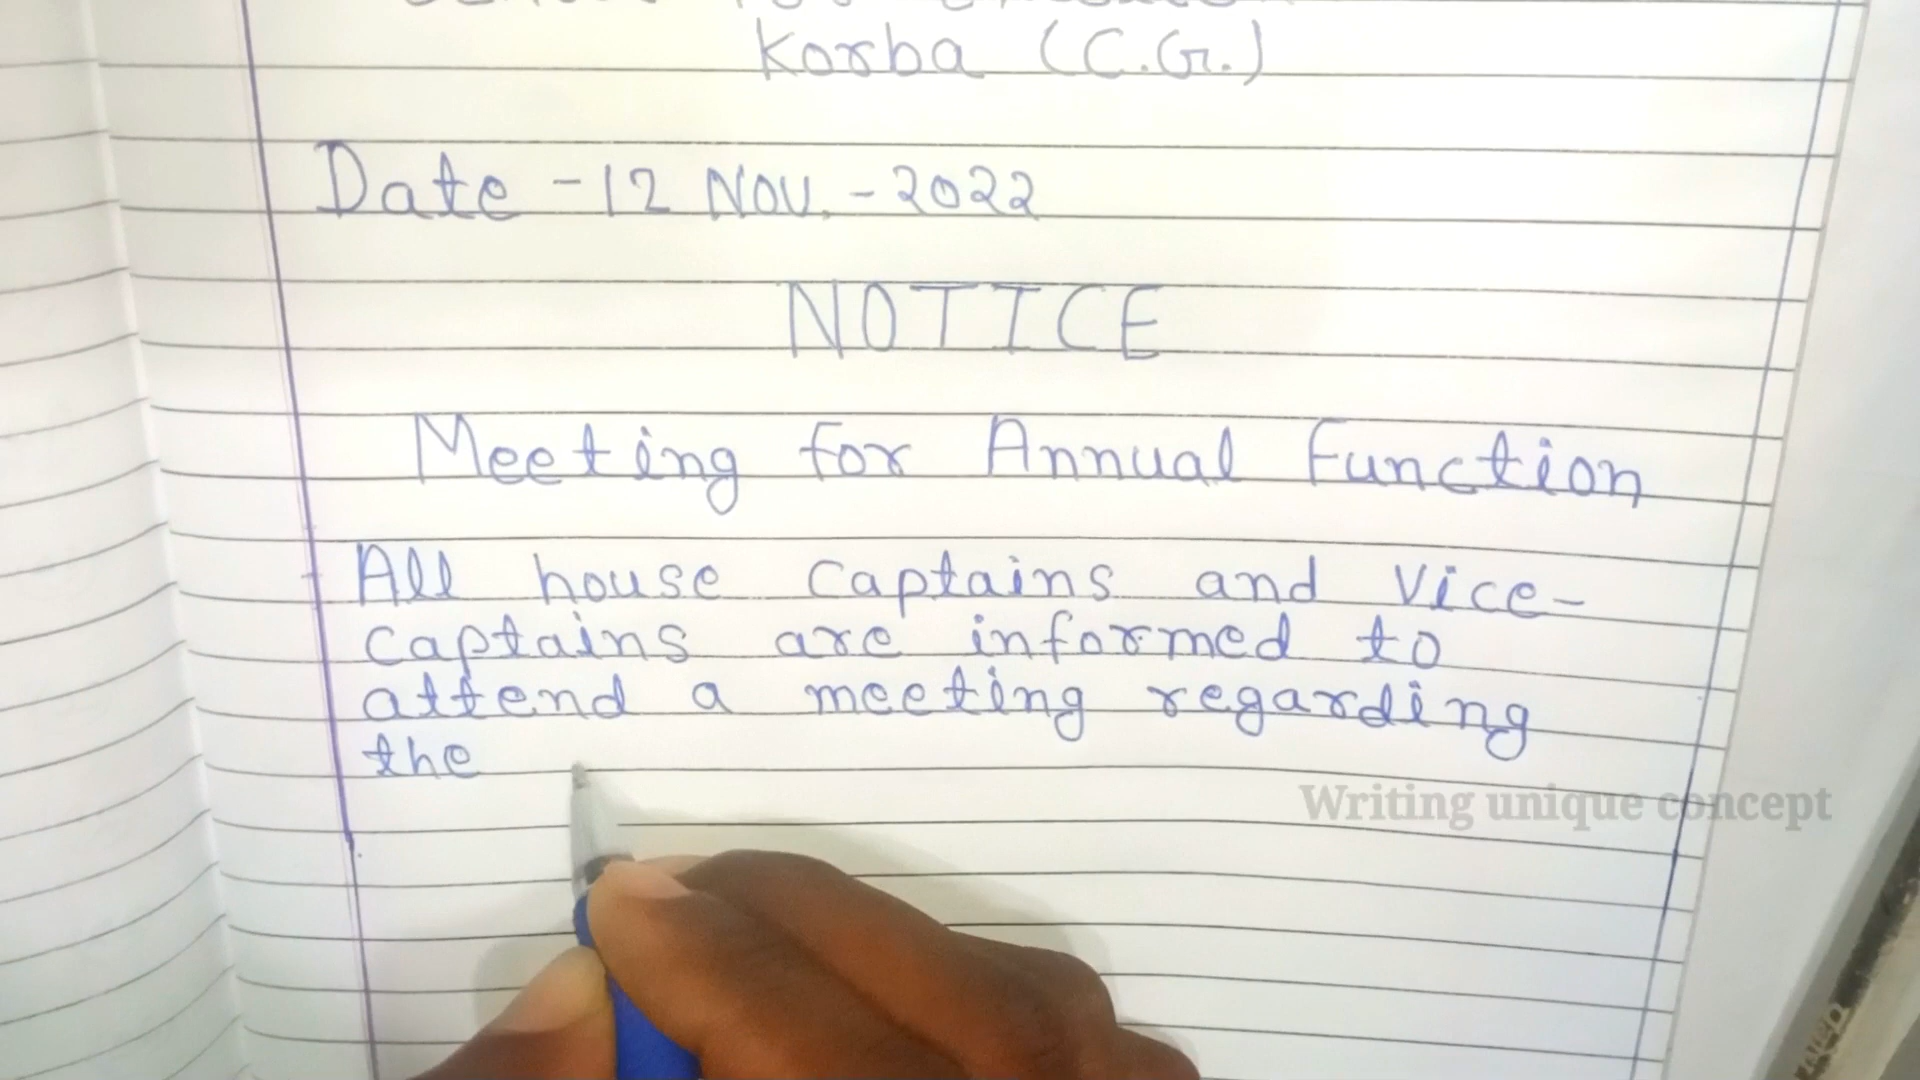 Korba (C.G.)
Date - 12 Nov. - 2022
NOTICE
Meeting for Annual Function
All house captains and Vice-
captains are informed to
attend a meeting regarding
the
Writing unique concept